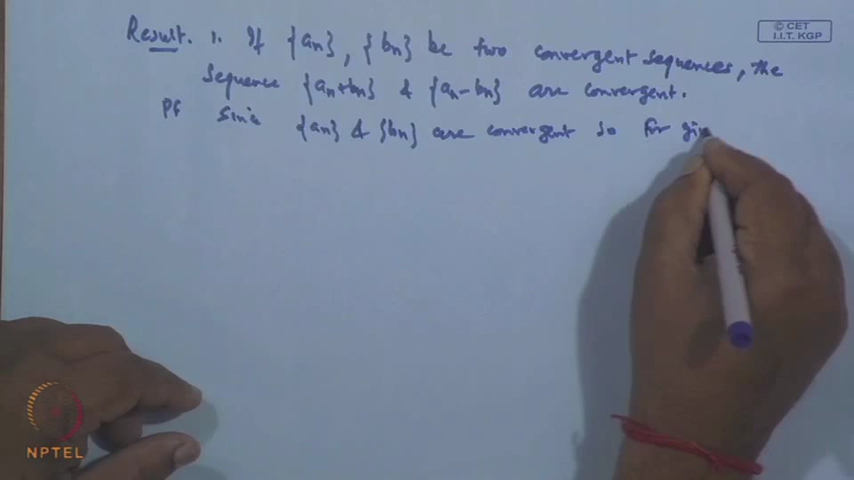 © CET
I.I.T. KGP
Result. 1. If {an}, {bn} be two convergent sequences, the
sequence {an+bn} & {an-bn} are convergent.
Pf since {an} & {bn} are convergent so for giv
NPTEL